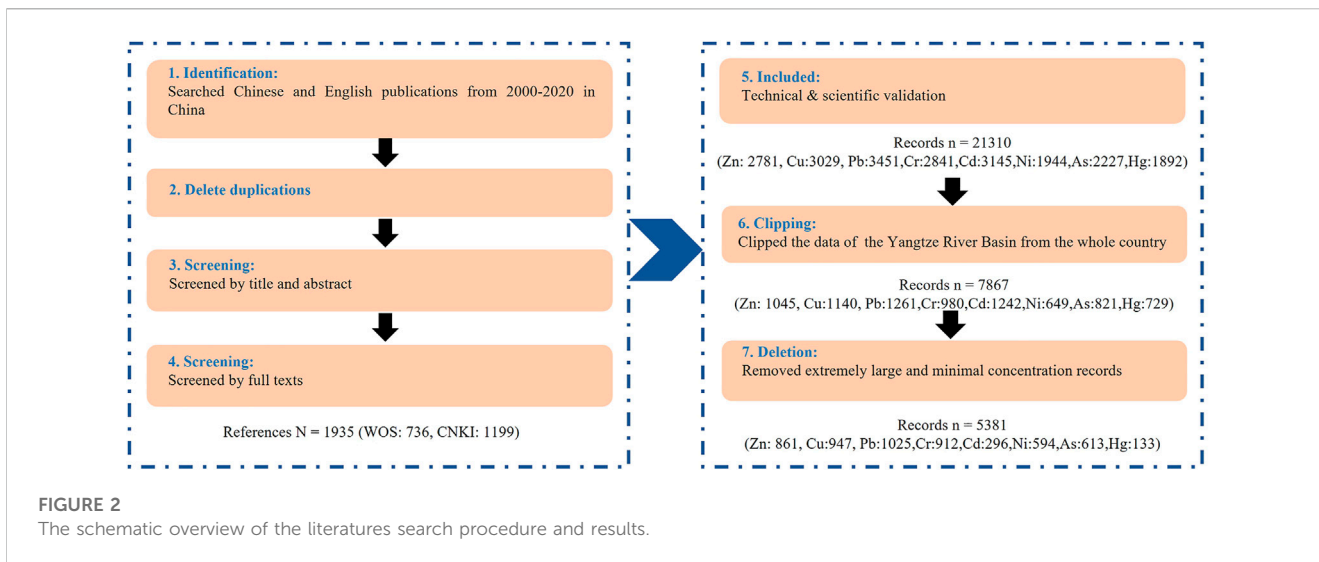 1. Identification:
Searched Chinese and English publications from 2000-2020 in
China
2. Delete duplications
3. Screening:
Screened by title and abstract
4. Screening:
Screened by full texts
References N = 1935 (WOS: 736, CNKI: 1199)
5. Included:
Technical & scientific validation
Records n = 21310
(Zn: 2781, Cu:3029, Pb:3451,Cr:2841,Cd:3145,Ni:1944,As:2227,Hg:1892)
6. Clipping:
Clipped the data of the Yangtze River Basin from the whole country
Records n = 7867
(Zn: 1045, Cu:1140, Pb:1261,Cr:980,Cd:1242,Ni:649,As:821,Hg:729)
7. Deletion:
Removed extremely large and minimal concentration records
Records n = 5381
(Zn: 861, Cu:947, Pb:1025,Cr:912,Cd:296,Ni:594,As:613,Hg:133)
FIGURE 2
The schematic overview of the literatures search procedure and results.